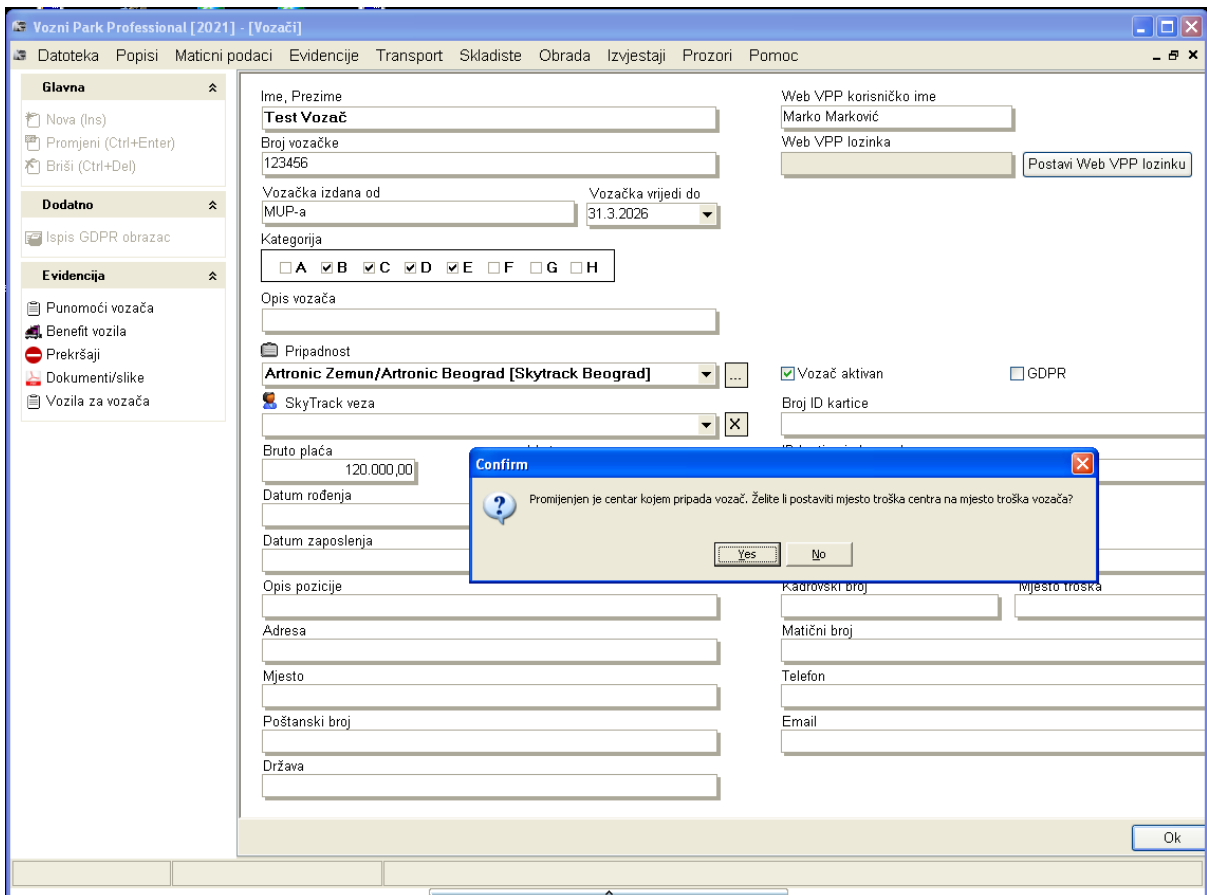 Vozni Park Professional [2021] - [Vozači]
Datoteka Popisi Maticni podaci Evidencije Transport Skladiste Obrada Izvjestaji Prozori Pomoc
Glavna
Nova (Ins)
Promjeni (Ctrl+Enter)
Briši (Ctrl+Del)
Dodatno
Ispis GDPR obrazac
Evidencija
Punomoći vozača
Benefit vozila
Prekršaji
Dokumenti/slike
Vozila za vozača
Ime, Prezime
Test Vozač
Broj vozačke
123456
Vozačka izdana od
MUP-a
Vozačka vrijedi do
31.3.2026
Kategorija
A B C D E F G H
Opis vozača
Pripadnost
Artronic Zemun/Artronic Beograd [Skytrack Beograd]
...
SkyTrack veza
X
Bruto plaća
120.000,00
Datum rođenja
Datum zaposlenja
Opis pozicije
Adresa
Mjesto
Poštanski broj
Država
Web VPP korisničko ime
Marko Marković
Web VPP lozinka
Postavi Web VPP lozinku
Vozač aktivan
GDPR
Broj ID kartice
Confirm
Promijenjen je centar kojem pripada vozač. Želite li postaviti mjesto troška centra na mjesto troška vozača?
Yes
No
Kadrovski broj
Mjesto troška
Matični broj
Telefon
Email
Ok